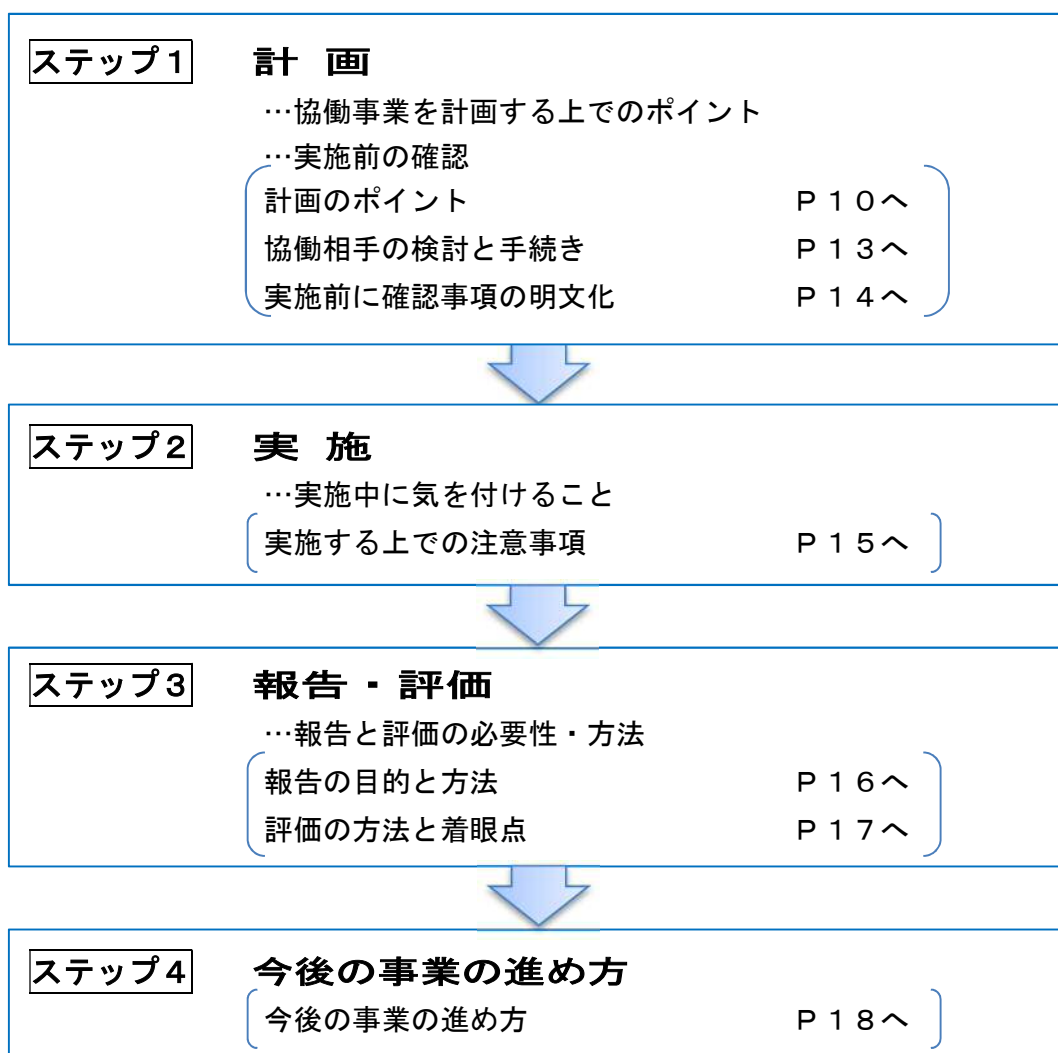 ステップ1 計 画
…協働事業を計画する上でのポイント
…実施前の確認
計画のポイント P10へ
協働相手の検討と手続き P13へ
実施前に確認事項の明文化 P14へ
ステップ2 実 施
…実施中に気を付けること
実施する上での注意事項 P15へ
ステップ3 報告・評価
…報告と評価の必要性・方法
報告の目的と方法 P16へ
評価の方法と着眼点 P17へ
ステップ4 今後の事業の進め方
今後の事業の進め方 P18へ